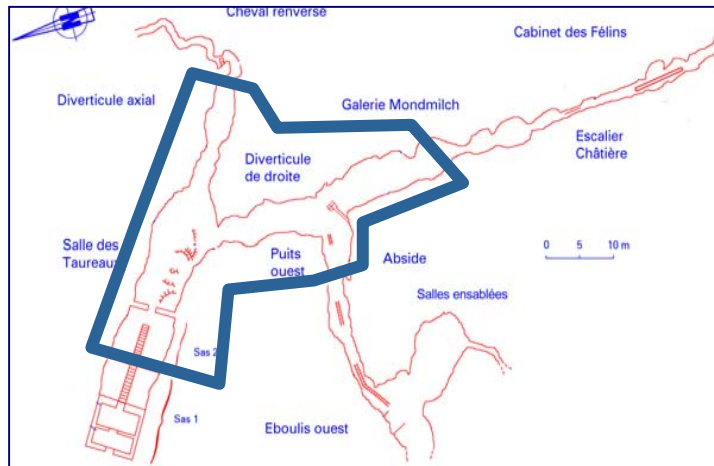 Cheval renversé
Cabinet des Félins
Diverticule axial
Galerie Mondmilch
Escalier
Châtière
Diverticule
de droite
Salle des
Taureaux
0 5 10 m
Puits
ouest
Abside
Salles ensablées
Sas 2
Sas 1
Eboulis ouest